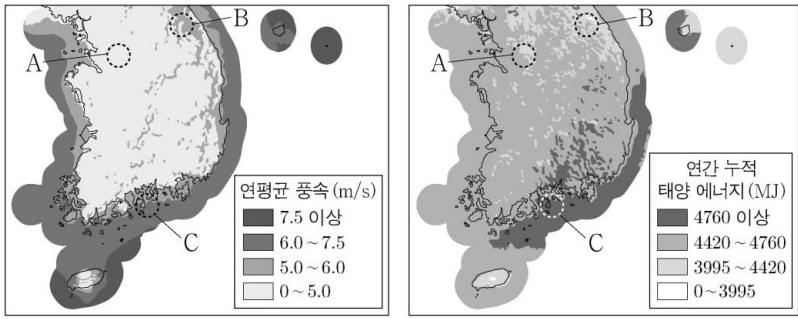 A
B
C
연평균 풍속(m/s)
7.5 이상
6.0~7.5
5.0~6.0
0~5.0
A
B
C
연간 누적
태양 에너지(MJ)
4760 이상
4420~4760
3995~4420
0~3995